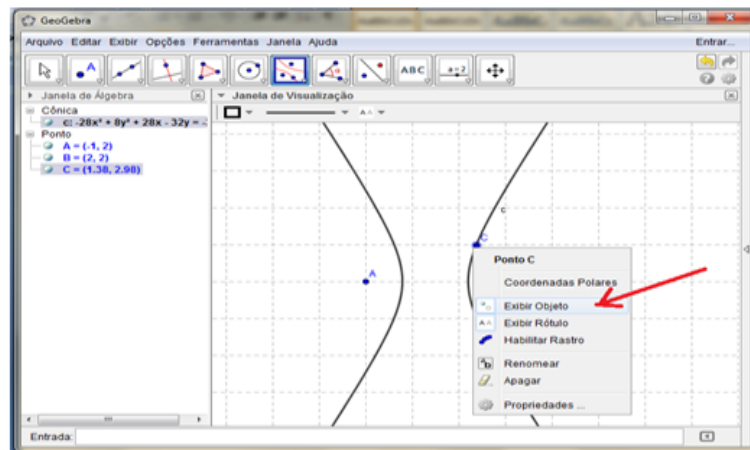 GeoGebra
Arquivo Editar Exibir Opções Ferramentas Janela Ajuda
Entrar...
ABC
a=2
Janela de Álgebra
Janela de Visualização
Cônica
c: -28x² + 8y² + 28x - 32y = -
Ponto
A = (-1, 2)
B = (2, 2)
C = (1.38, 2.98)
c
C
A
Ponto C
Coordenadas Polares
Exibir Objeto
Exibir Rótulo
Habilitar Rastro
Renomear
Apagar
Propriedades ...
Entrada: